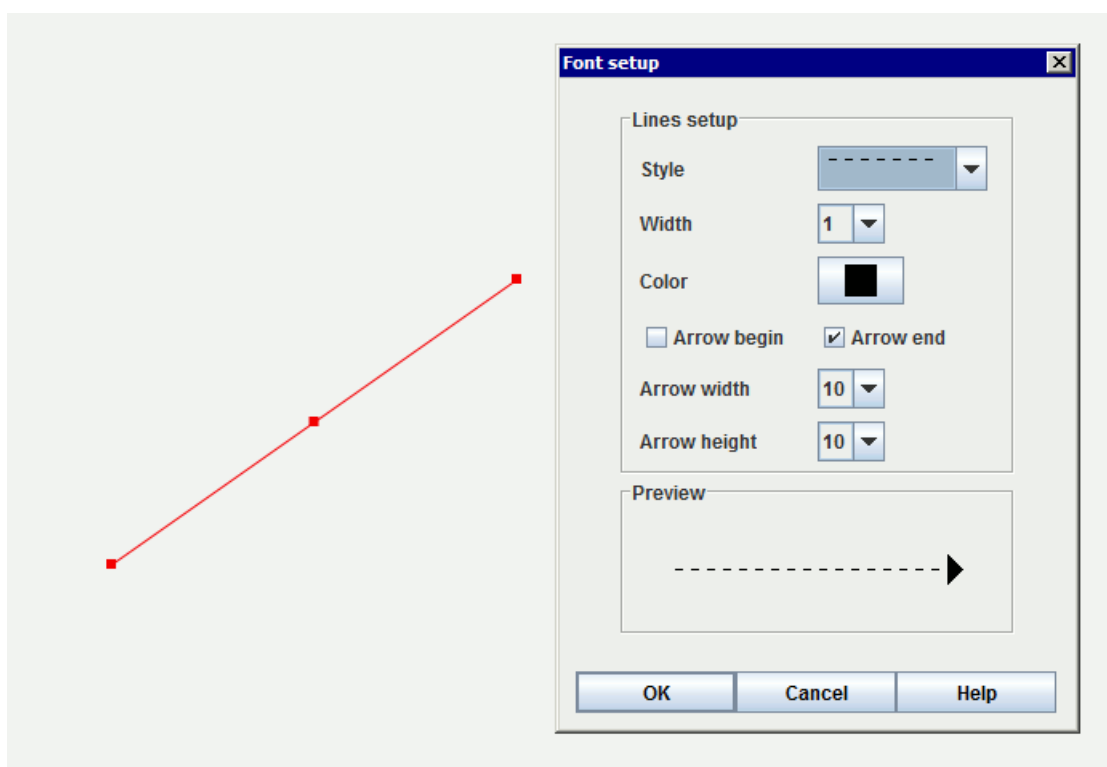 Font setup
Lines setup
Style
Width 1
Color
Arrow begin Arrow end
Arrow width 10
Arrow height 10
Preview
OK Cancel Help